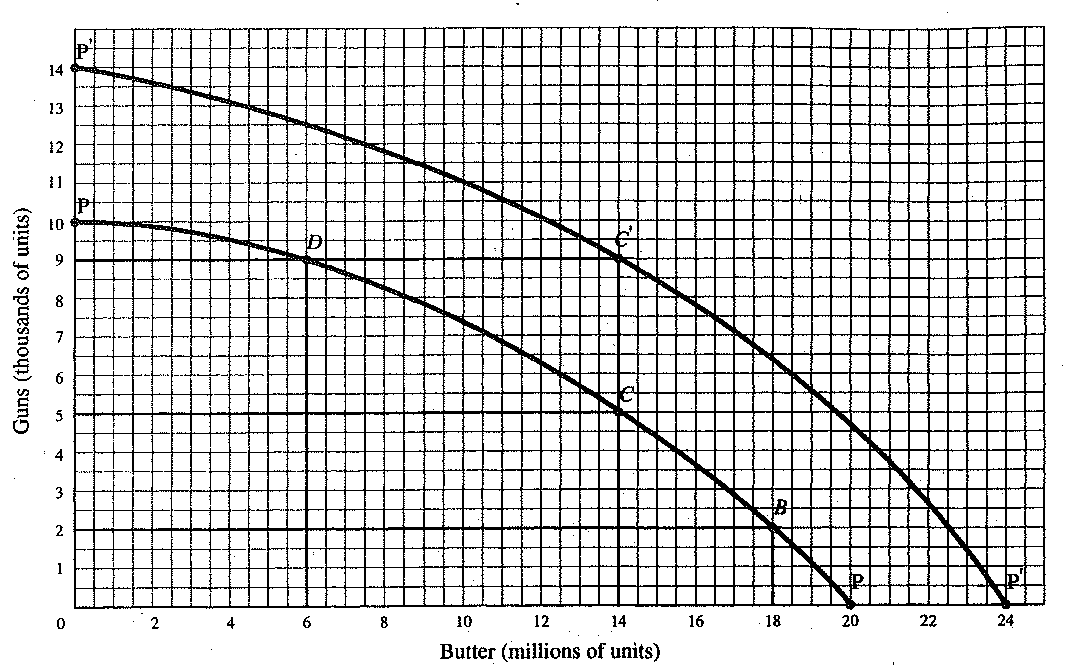 P'
14
13
12
11
P
10
9
8
7
6
5
4
3
2
1
D
C'
C
B
P
P'
0 2 4 6 8 10 12 14 16 18 20 22 24
Guns (thousands of units)
Butter (millions of units)